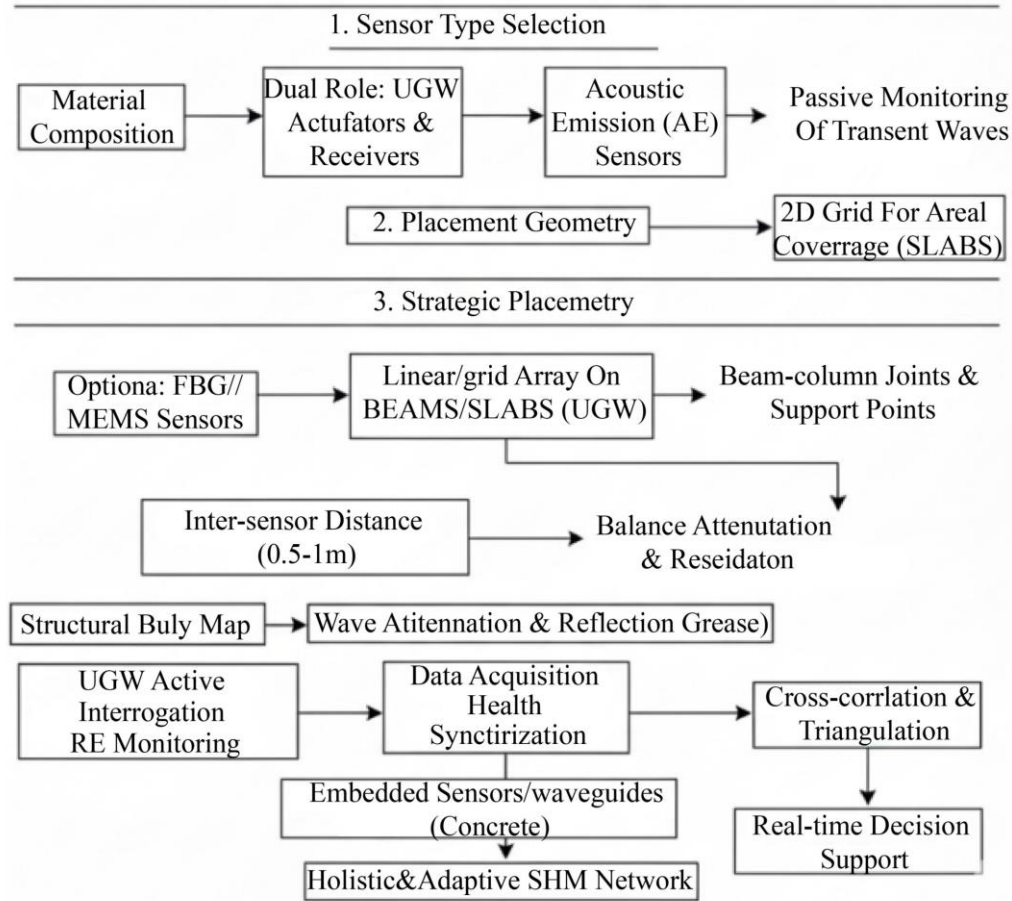 1. Sensor Type Selection
Material
Composition
Dual Role: UGW
Actufators &
Receivers
Acoustic
Emission (AE)
Sensors
Passive Monitoring
Of Transent Waves
2. Placement Geometry
2D Grid For Areal
Coverrage (SLABS)
3. Strategic Placemetry
Optiona: FBG//
MEMS Sensors
Linear/grid Array On
BEAMS/SLABS (UGW)
Beam-column Joints &
Support Points
Inter-sensor Distance
(0.5-1m)
Balance Attenutation
& Reseidaton
Structural Buly Map
Wave Atitennation & Reflection Grease)
UGW Active
Interrogation
RE Monitoring
Data Acquisition
Health
Synctirization
Cross-corrlation &
Triangulation
Embedded Sensors/waveguides
(Concrete)
Real-time Decision
Support
Holistic&Adaptive SHM Network